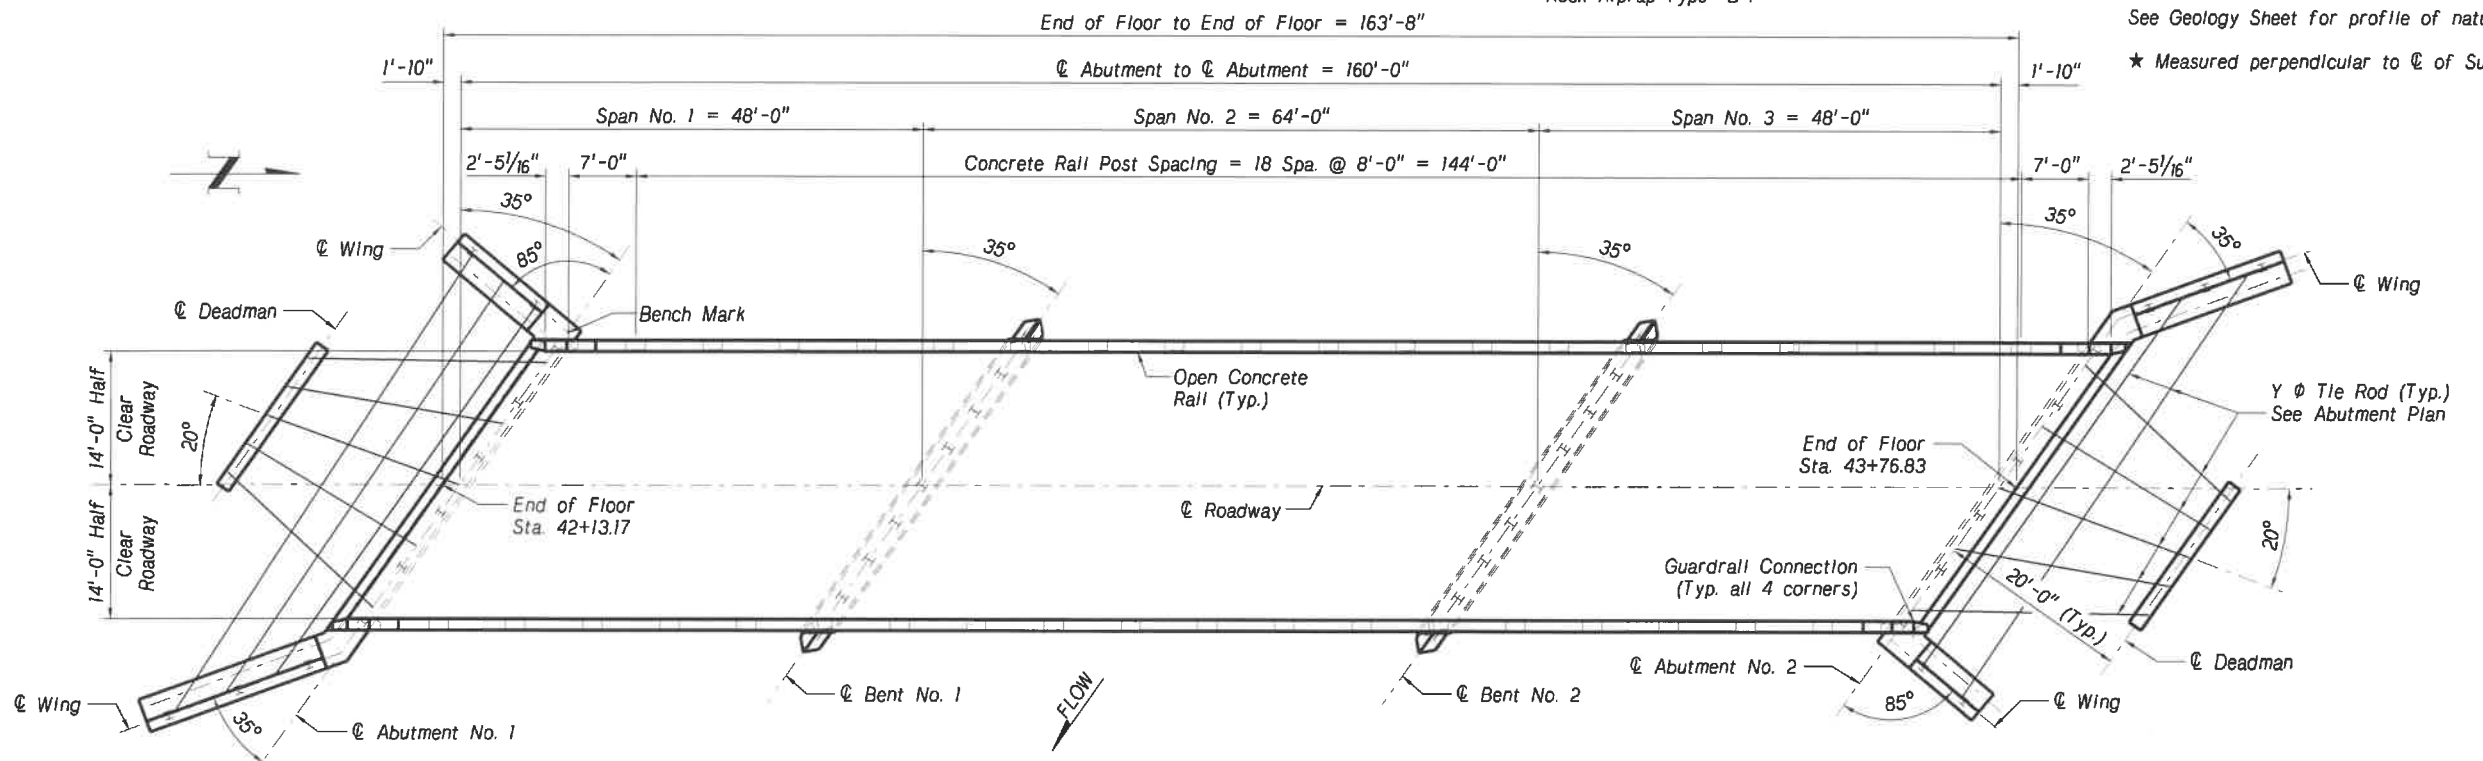 End of Floor to End of Floor = 163'-8"
See Geology Sheet for profile of
1'-10"
℄ Abutment to ℄ Abutment = 160'-0"
1'-10"
★ Measured perpendicular to ℄ of
Span No. 1 = 48'-0"
Span No. 2 = 64'-0"
Span No. 3 = 48'-0"
2'-5 1/16"
7'-0"
Concrete Rail Post Spacing = 18 Spa. @ 8'-0" = 144'-0"
7'-0"
2'-5 1/16"
N
35°
35°
35°
35°
35°
85°
℄ Wing
℄ Wing
℄ Deadman
Bench Mark
Open Concrete
Rail (Typ.)
14'-0" Half
Clear
Roadway
20°
Y Φ Tie Rod (Typ.)
See Abutment Plan
End of Floor
Sta. 43+76.83
End of Floor
Sta. 42+13.17
℄ Roadway
14'-0" Half
Clear
Roadway
Guardrail Connection
(Typ. all 4 corners)
20'-0" (Typ.)
20°
℄ Wing
35°
℄ Abutment No. 1
℄ Bent No. 1
FLOW
℄ Bent No. 2
℄ Abutment No. 2
85°
℄ Wing
℄ Deadman